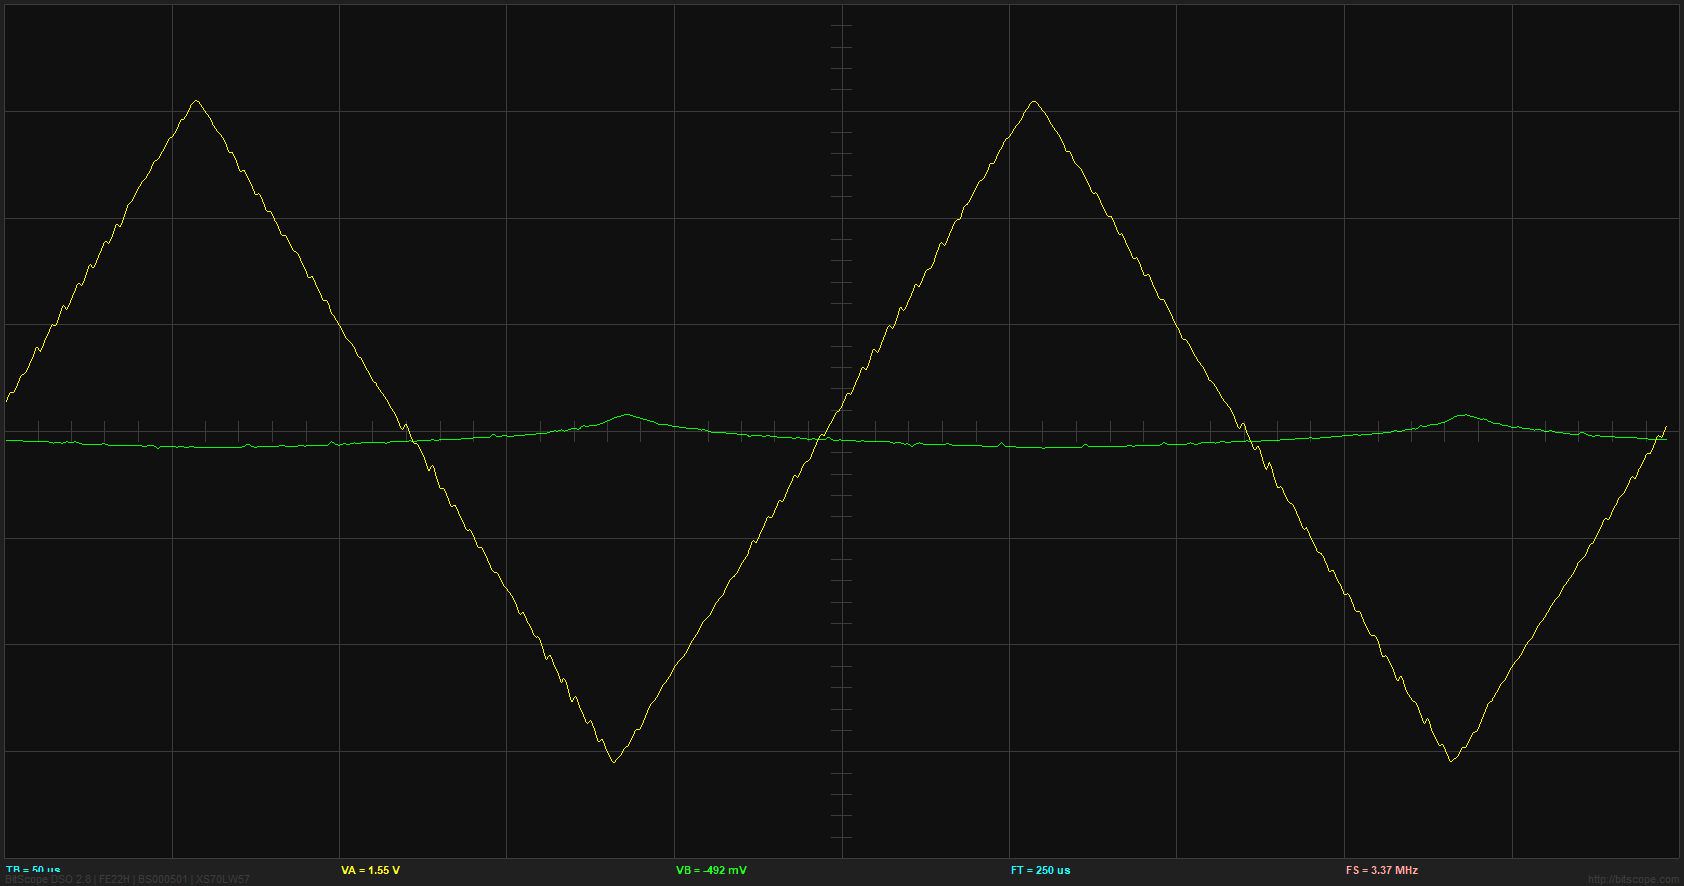 TB = 50 us VA = 1.55 V VB = -492 mV FT = 250 us FS = 3.37 MHz
BitScope DSO 2.8 | FE22H | BS000501 | XS70LW57 http://bitscope.com